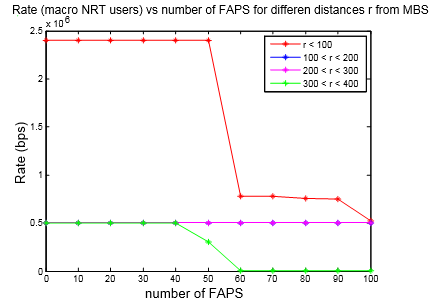 Rate (macro NRT users) vs number of FAPS for differen distances r from MBS
x 10^6
2.5
2
1.5
1
0.5
0
Rate (bps)
r < 100
100 < r < 200
200 < r < 300
300 < r < 400
0 10 20 30 40 50 60 70 80 90 100
number of FAPS